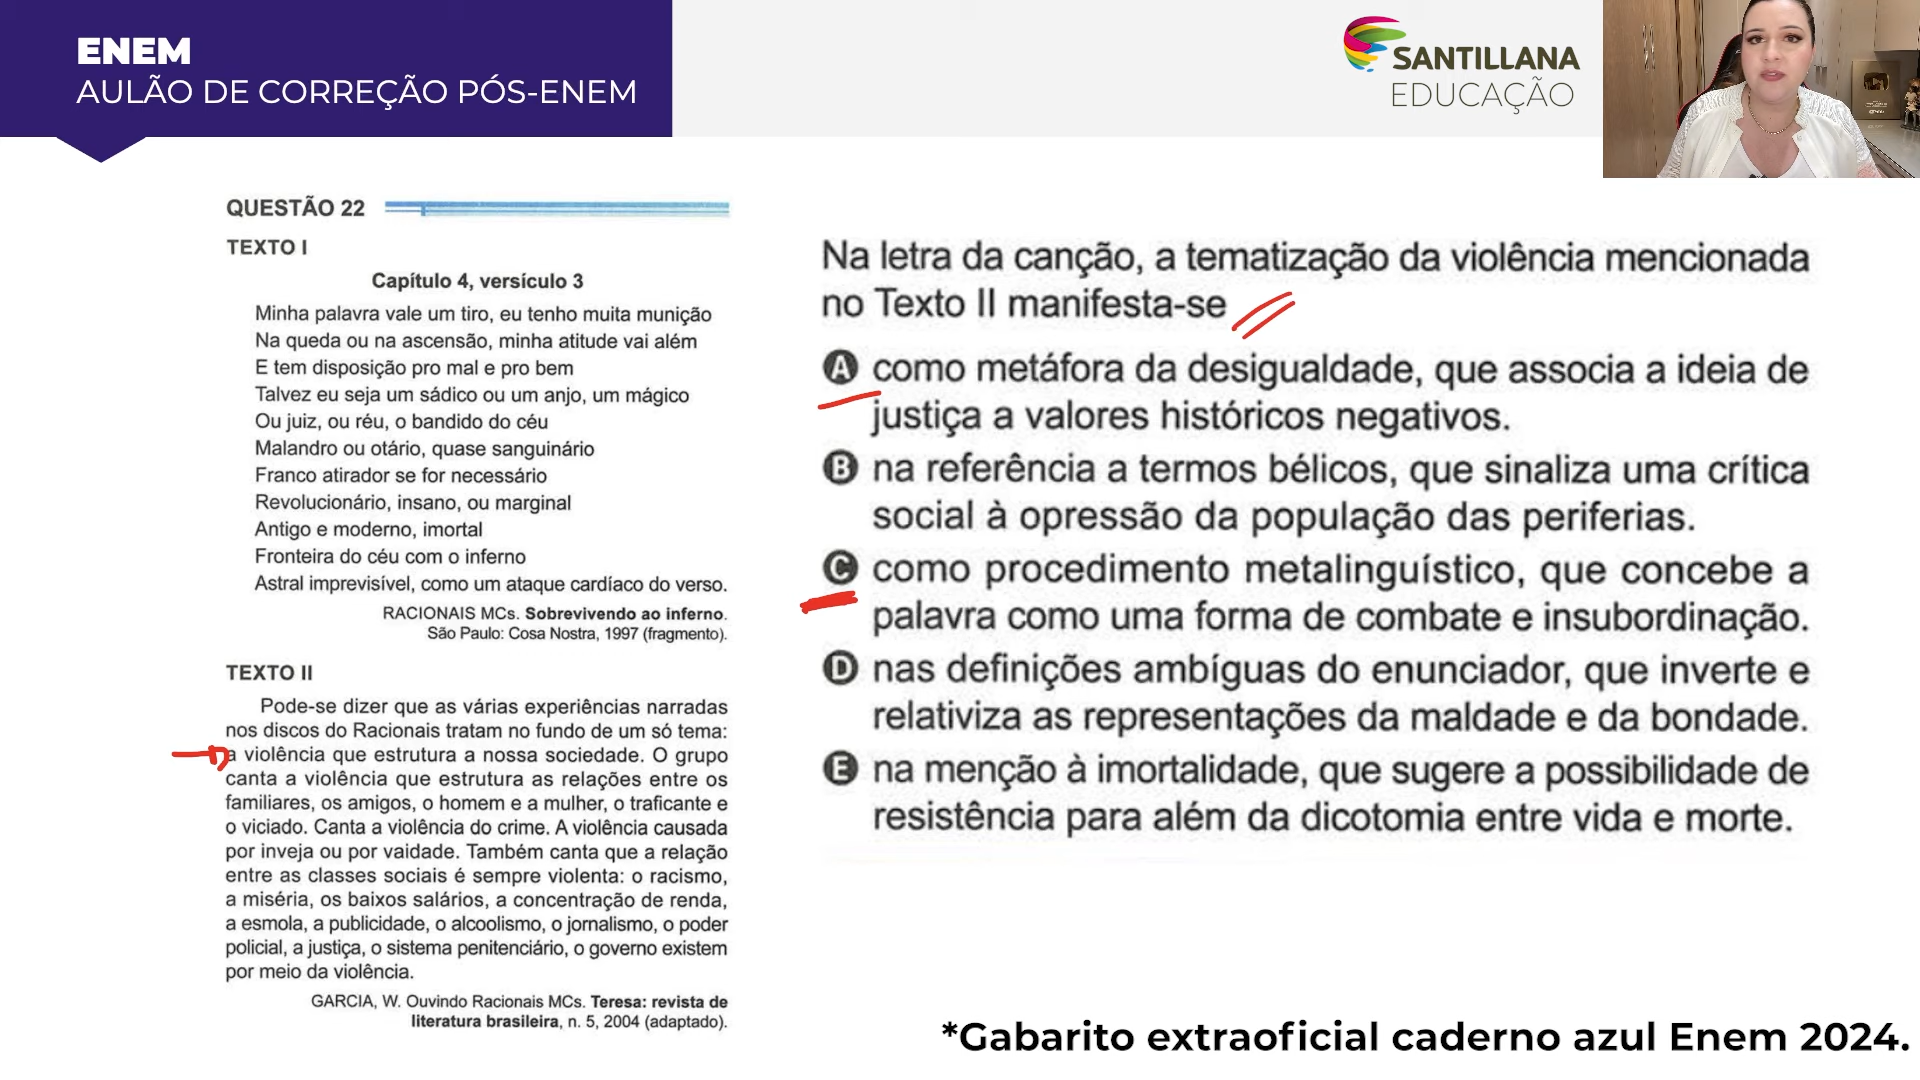 ENEM
AULÃO DE CORREÇÃO PÓS-ENEM
SANTILLANA
EDUCAÇÃO
QUESTÃO 22
TEXTO I
Capítulo 4, versículo 3
Minha palavra vale um tiro, eu tenho muita munição
Na queda ou na ascensão, minha atitude vai além
E tem disposição pro mal e pro bem
Talvez eu seja um sádico ou um anjo, um mágico
Ou juiz, ou réu, o bandido do céu
Malandro ou otário, quase sanguinário
Franco atirador se for necessário
Revolucionário, insano, ou marginal
Antigo e moderno, imortal
Fronteira do céu com o inferno
Astral imprevisível, como um ataque cardíaco do verso.
RACIONAIS MCs. Sobrevivendo ao inferno.
São Paulo: Cosa Nostra, 1997 (fragmento).
TEXTO II
Pode-se dizer que as várias experiências narradas
nos discos do Racionais tratam no fundo de um só tema:
a violência que estrutura a nossa sociedade. O grupo
canta a violência que estrutura as relações entre os
familiares, os amigos, o homem e a mulher, o traficante e
o viciado. Canta a violência do crime. A violência causada
por inveja ou por vaidade. Também canta que a relação
entre as classes sociais é sempre violenta: o racismo,
a miséria, os baixos salários, a concentração de renda,
a esmola, a publicidade, o alcoolismo, o jornalismo, o poder
policial, a justiça, o sistema penitenciário, o governo existem
por meio da violência.
GARCIA, W. Ouvindo Racionais MCs. Teresa: revista de
literatura brasileira, n. 5, 2004 (adaptado).
Na letra da canção, a tematização da violência mencionada
no Texto II manifesta-se
A como metáfora da desigualdade, que associa a ideia de
justiça a valores históricos negativos.
B na referência a termos bélicos, que sinaliza uma crítica
social à opressão da população das periferias.
C como procedimento metalinguístico, que concebe a
palavra como uma forma de combate e insubordinação.
D nas definições ambíguas do enunciador, que inverte e
relativiza as representações da maldade e da bondade.
E na menção à imortalidade, que sugere a possibilidade de
resistência para além da dicotomia entre vida e morte.
*Gabarito extraoficial caderno azul Enem 2024.